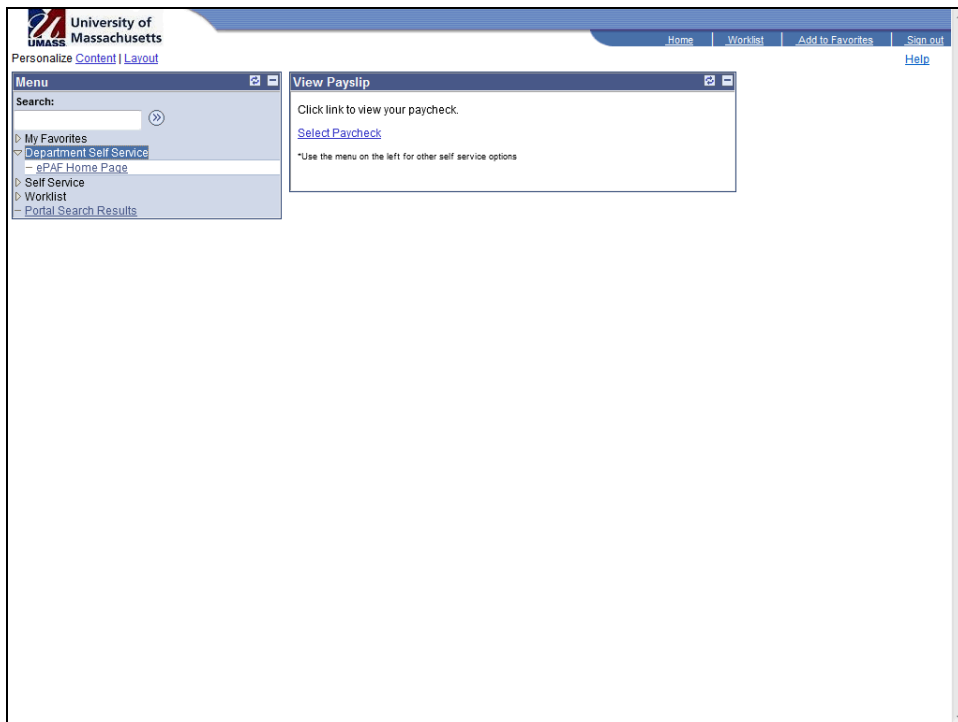 University of
UMASS Massachusetts
Home Worklist Add to Favorites Sign out
Personalize Content | Layout
Help
Menu
Search:
My Favorites
Department Self Service
ePAF Home Page
Self Service
Worklist
Portal Search Results
View Payslip
Click link to view your paycheck.
Select Paycheck
*Use the menu on the left for other self service options